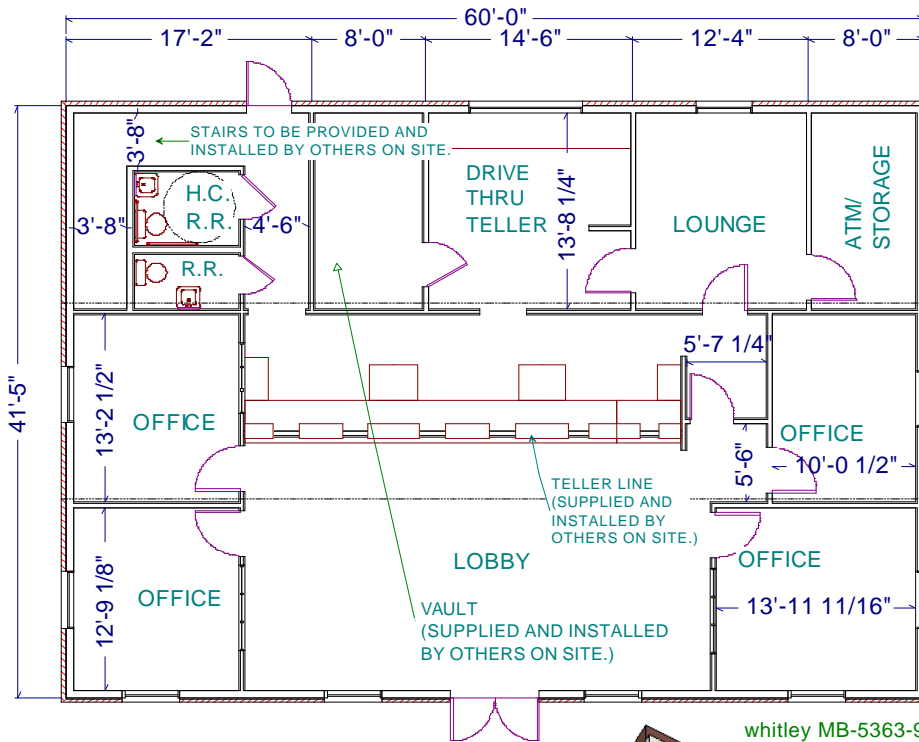 60'-0"
17'-2"
8'-0"
14'-6"
12'-4"
8'-0"
3'-8"
STAIRS TO BE PROVIDED AND
INSTALLED BY OTHERS ON SITE.
H.C.
R.R.
3'-8"
4'-6"
R.R.
DRIVE
THRU
TELLER
13'-8 1/4"
LOUNGE
ATM/
STORAGE
41'-5"
13'-2 1/2"
OFFICE
5'-7 1/4"
OFFICE
10'-0 1/2"
5'-6"
TELLER LINE
(SUPPLIED AND
INSTALLED BY
OTHERS ON SITE.)
12'-9 1/8"
OFFICE
LOBBY
OFFICE
13'-11 11/16"
VAULT
(SUPPLIED AND INSTALLED
BY OTHERS ON SITE.)
whitley MB-5363-9